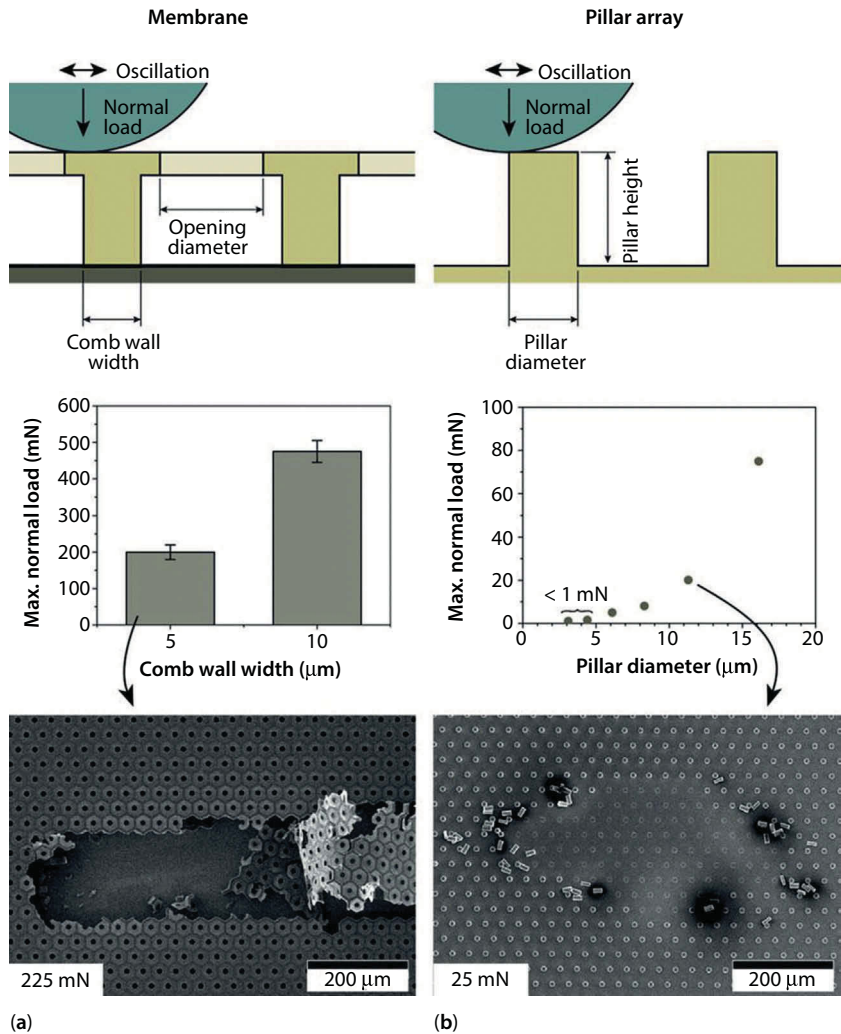 Membrane
Oscillation
Normal
load
Opening
diameter
Comb wall
width
600
500
400
300
200
100
0
5
10
Max. normal load (mN)
Comb wall width (μm)
225 mN
200 μm
(a)
Pillar array
Oscillation
Normal
load
Pillar height
Pillar
diameter
100
80
60
40
20
0
< 1 mN
0
5
10
15
20
Max. normal load (mN)
Pillar diameter (μm)
25 mN
200 μm
(b)